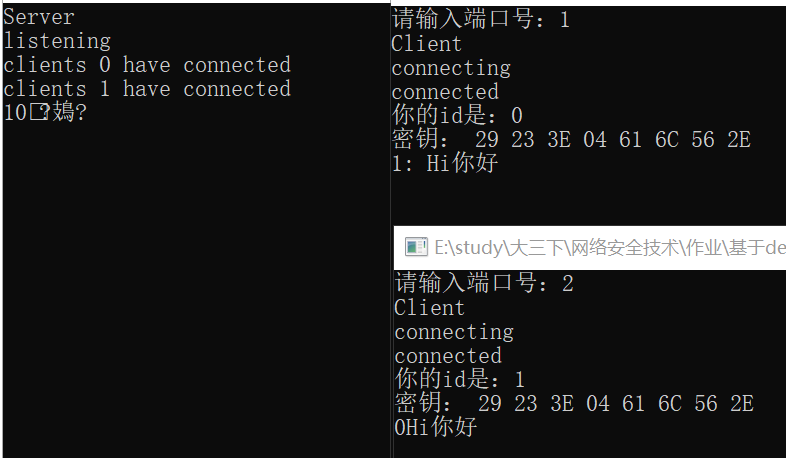 Server
listening
clients 0 have connected
clients 1 have connected
请输入端口号：1
Client
connecting
connected
你的id是：0
密钥： 29 23 3E 04 61 6C 56 2E
1: Hi你好
E:\study\大三下\网络安全技术\作业\基于de
请输入端口号：2
Client
connecting
connected
你的id是：1
密钥： 29 23 3E 04 61 6C 56 2E
0Hi你好